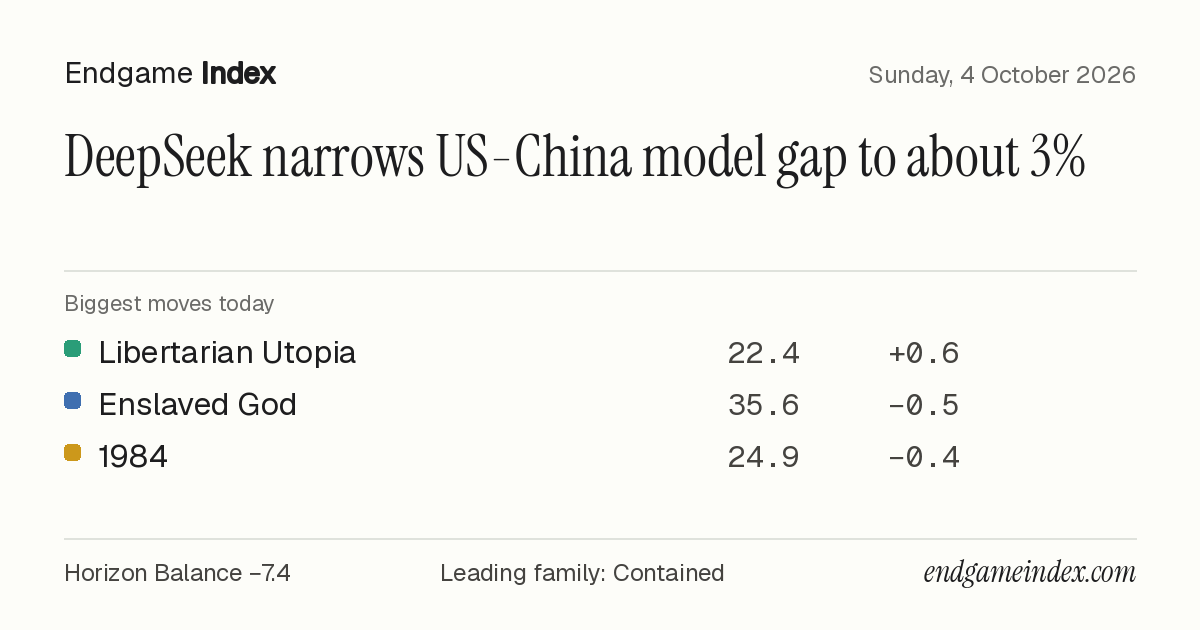 Endgame Index
Sunday, 4 October 2026
DeepSeek narrows US–China model gap to about 3%
Biggest moves today
Libertarian Utopia 22.4 +0.6
Enslaved God 35.6 −0.5
1984 24.9 −0.4
Horizon Balance −7.4
Leading family: Contained
endgameindex.com